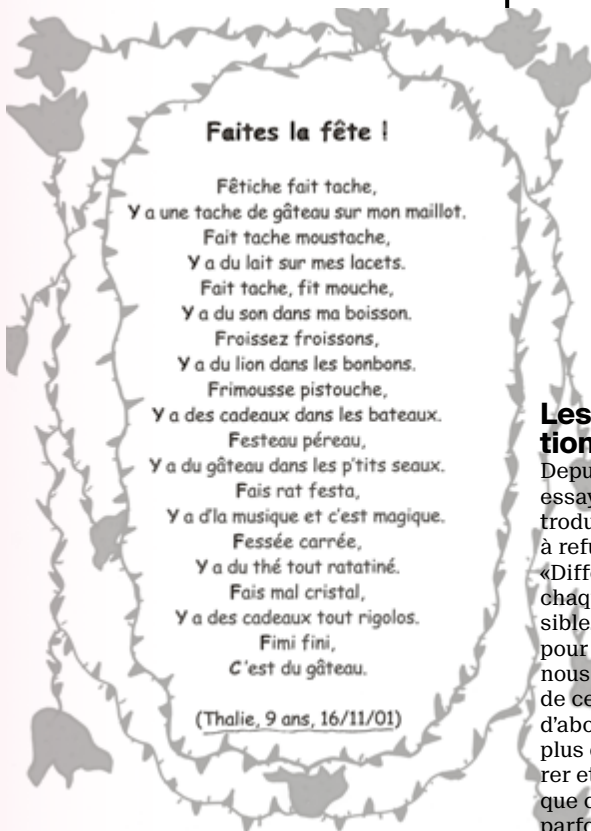 Faites la fête !
Fêtiche fait tache,
Y a une tache de gâteau sur mon maillot.
Fait tache moustache,
Y a du lait sur mes lacets.
Fait tache, fit mouche,
Y a du son dans ma boisson.
Froissez froissons,
Y a du lion dans les bonbons.
Frimousse pistouche,
Y a des cadeaux dans les bateaux.
Festeau péreau,
Y a du gâteau dans les p'tits seaux.
Fais rat festa,
Y a d'la musique et c'est magique.
Fessée carrée,
Y a du thé tout ratatiné.
Fais mal cristal,
Y a des cadeaux tout rigolos.
Fimi fini,
C'est du gâteau.
(Thalie, 9 ans, 16/11/01)
Les
tion
Depu
essay
trodu
à refu
«Diffé
chaq
sible
pour
nous
de ce
d'abo
plus
rer et
que
parfo